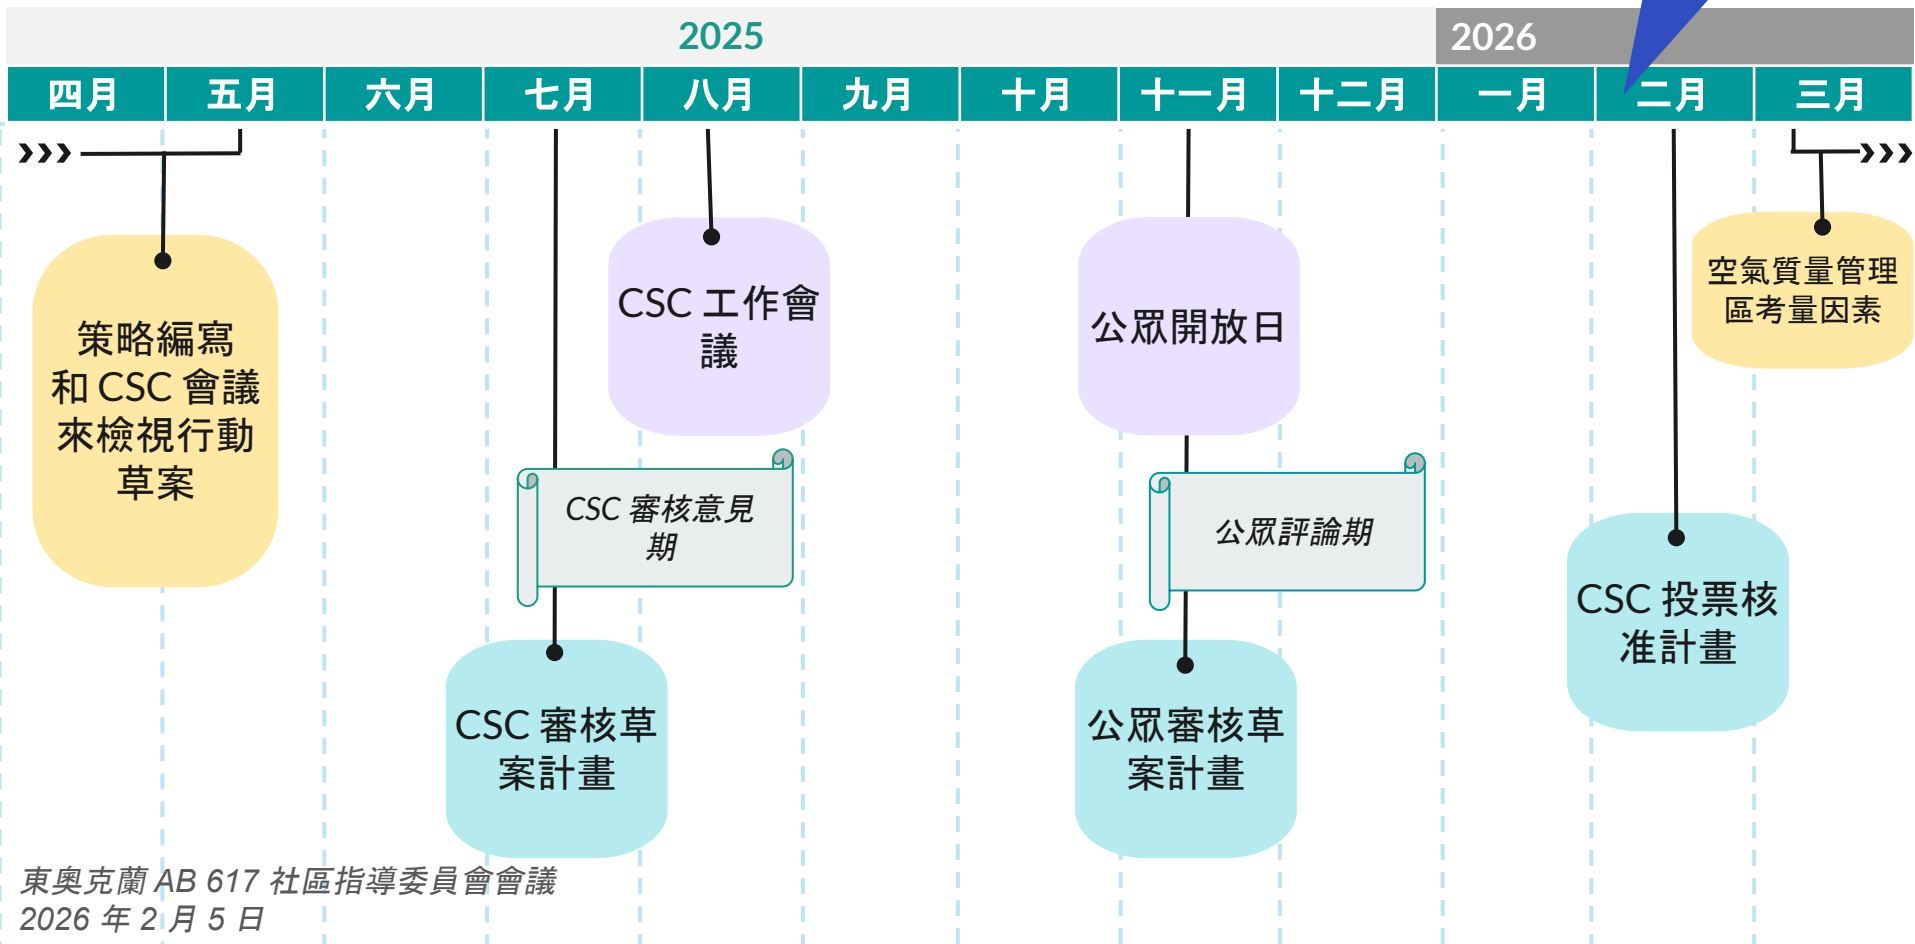 2025
2026
四月
五月
六月
七月
八月
九月
十月
十一月
十二月
一月
二月
三月
策略編寫
和 CSC 會議
來檢視行動
草案
CSC 工作會
議
公眾開放日
空氣質量管理
區考量因素
CSC 審核意見
期
公眾評論期
CSC 投票核
准計畫
CSC 審核草
案計畫
公眾審核草
案計畫
東奧克蘭 AB 617 社區指導委員會會議
2026 年 2 月 5 日